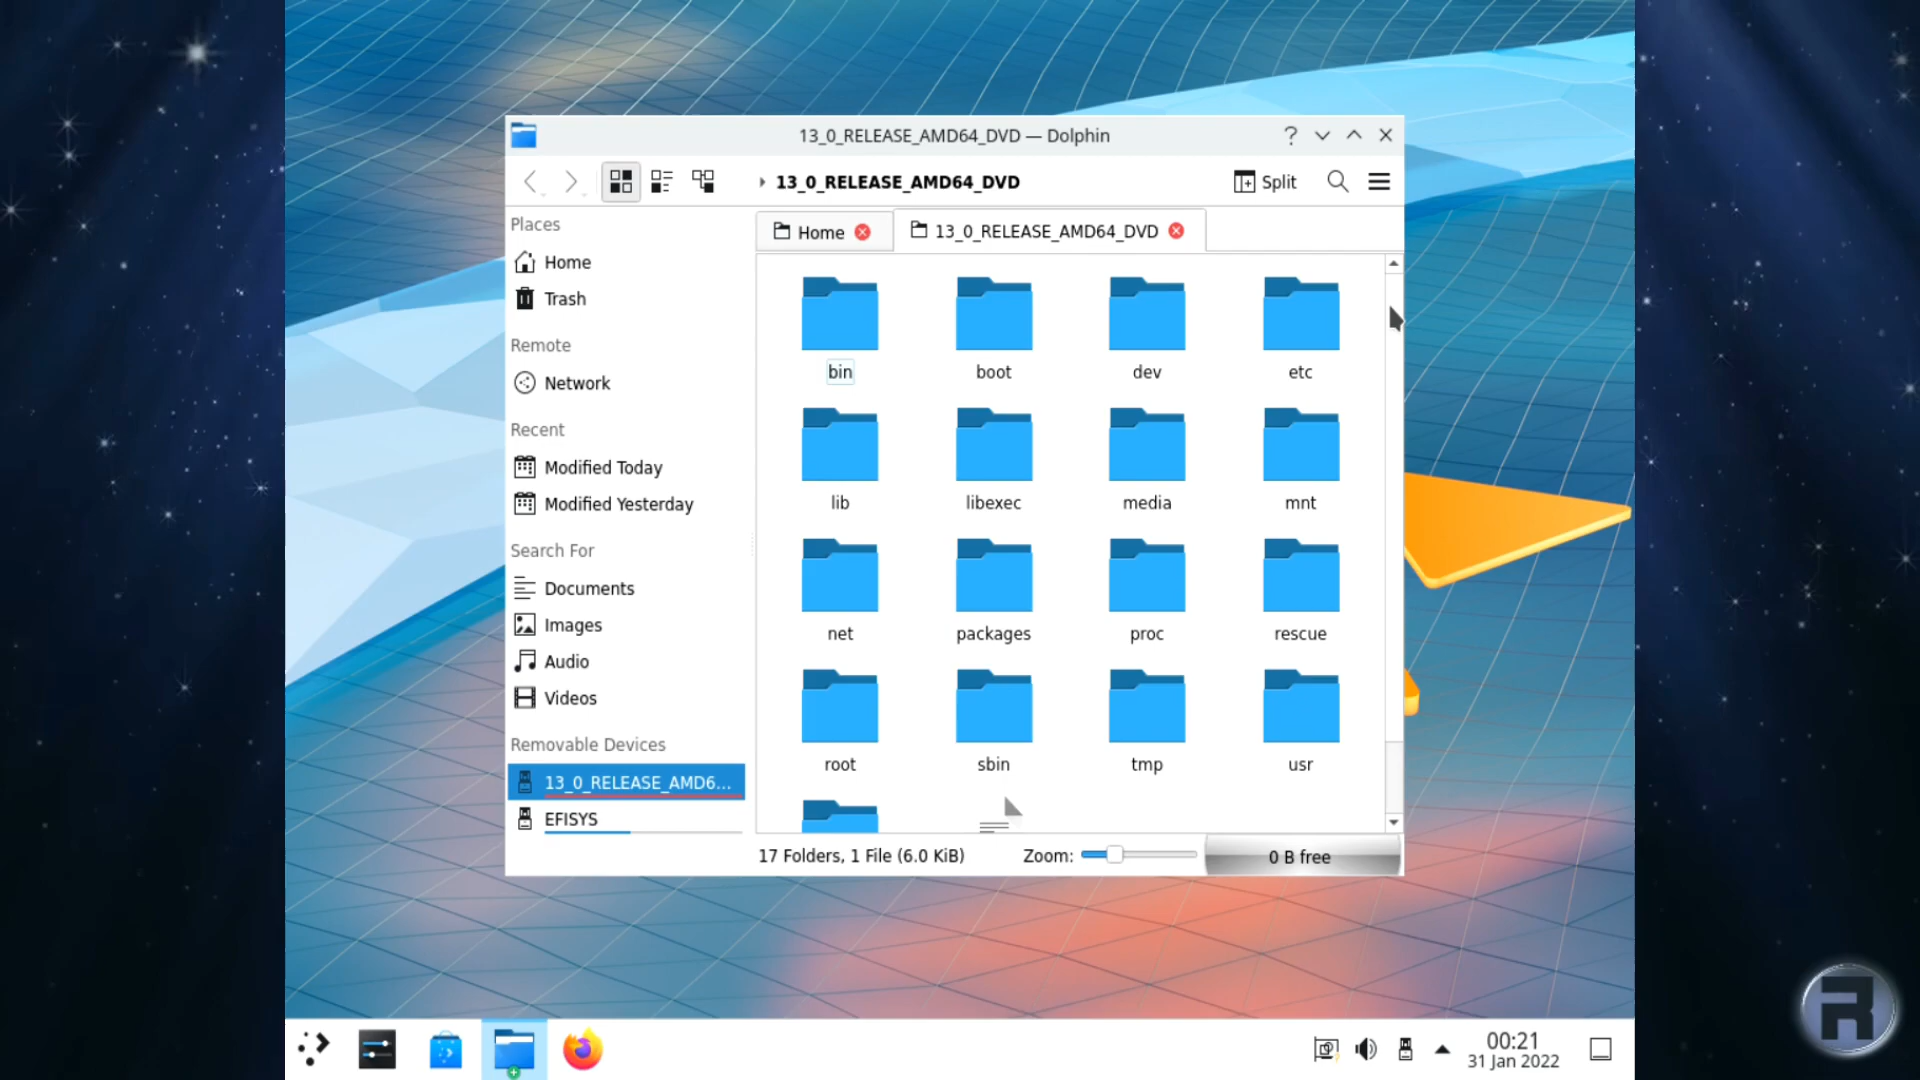 13_0_RELEASE_AMD64_DVD — Dolphin
13_0_RELEASE_AMD64_DVD
Split
Places
Home
Trash
Remote
Network
Recent
Modified Today
Modified Yesterday
Search For
Documents
Images
Audio
Videos
Removable Devices
13_0_RELEASE_AMD6...
EFISYS
Home
13_0_RELEASE_AMD64_DVD
bin
boot
dev
etc
lib
libexec
media
mnt
net
packages
proc
rescue
root
sbin
tmp
usr
17 Folders, 1 File (6.0 KiB)
Zoom:
0 B free
00:21
31 Jan 2022
R